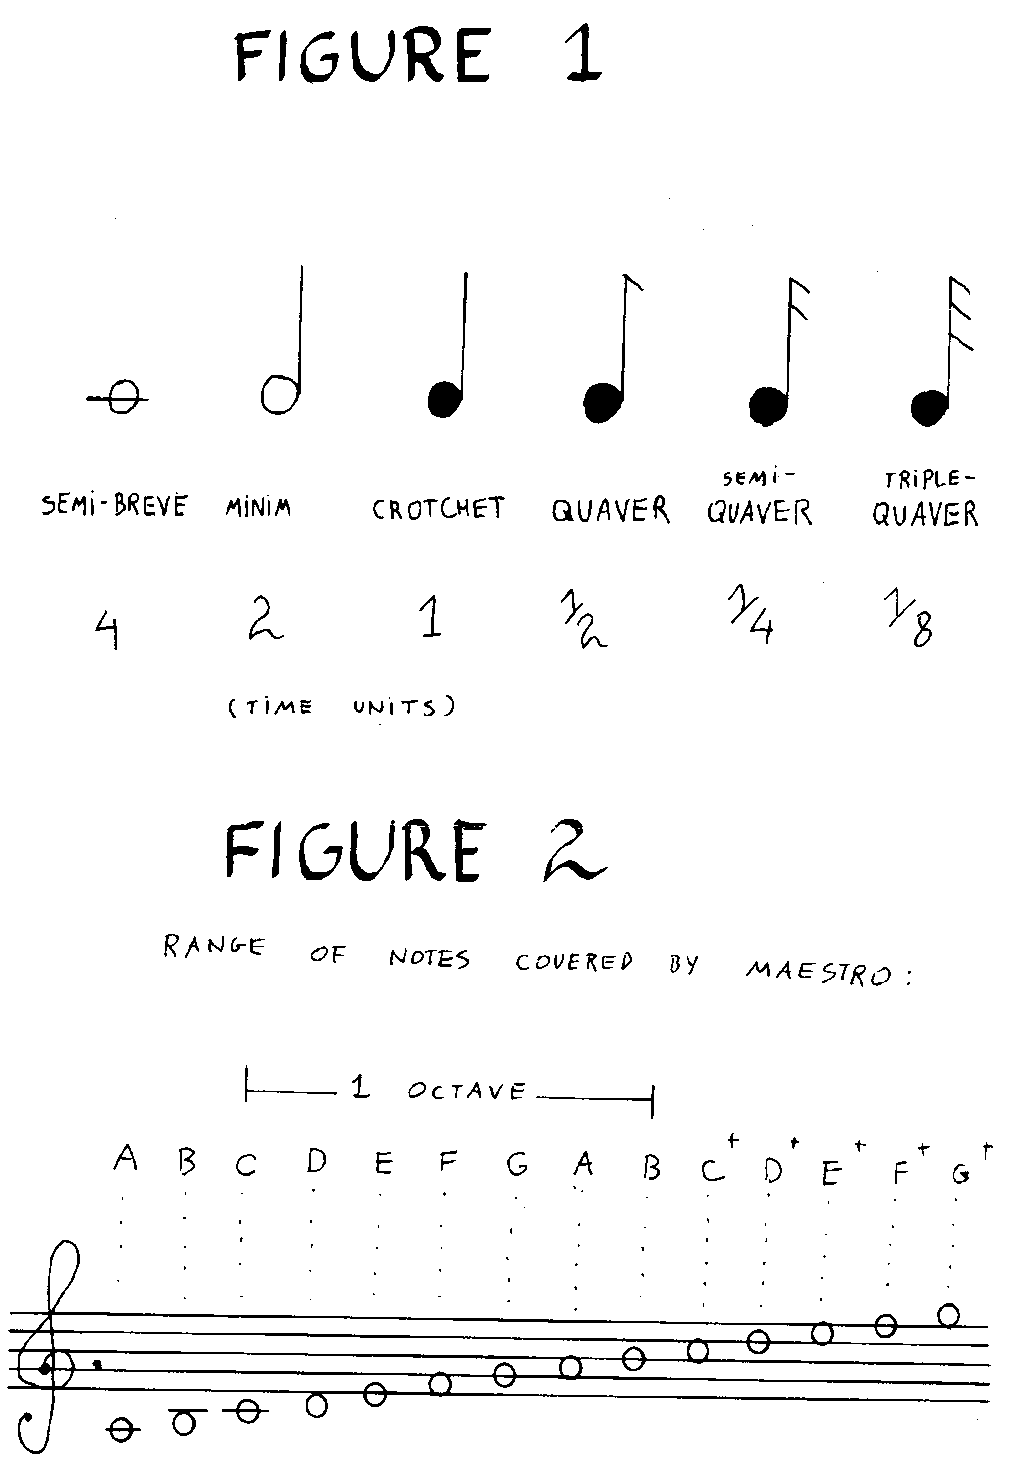 FIGURE 1
SEMI-BREVE MINIM CROTCHET QUAVER SEMI-QUAVER TRIPLE-QUAVER
4 2 1 1/2 1/4 1/8
(TIME UNITS)
FIGURE 2
RANGE OF NOTES COVERED BY MAESTRO:
1 OCTAVE
A B C D E F G A B C+ D+ E+ F+ G+